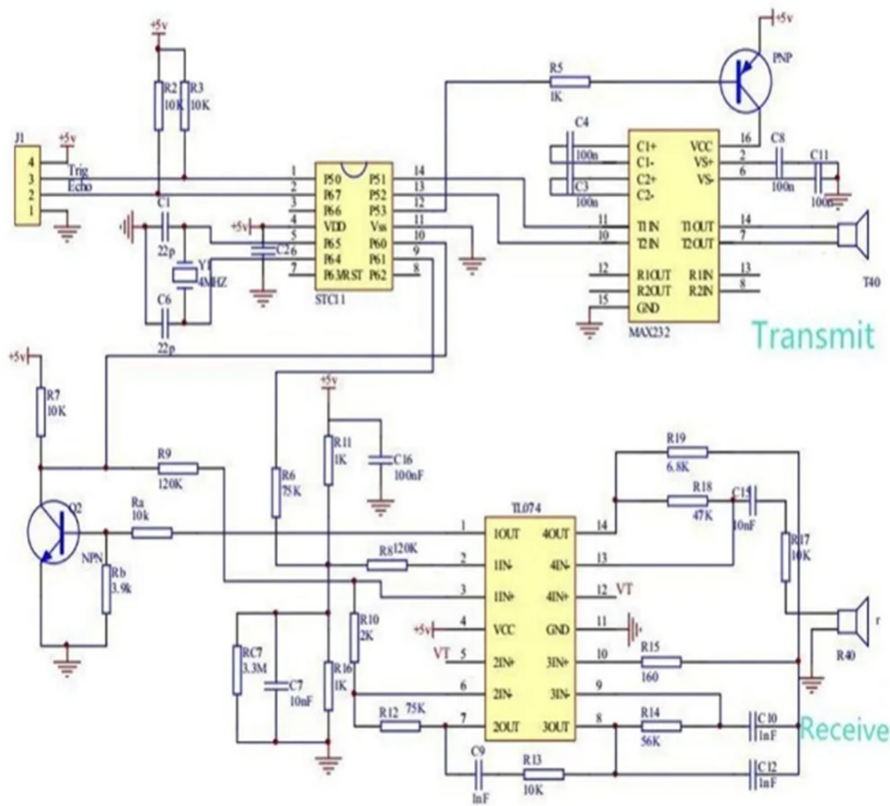 +5v
+5v
PNP
R2
10K
R3
10K
R5
1K
J1
+5v
4
3
2
1
Trig
Echo
C1
22p
Y1
4MHZ
C6
22p
+5v
C2
1 P50 P51 14
2 P67 P52 13
3 P66 P53 12
4 VDD Vss 11
5 P65 P60 10
6 P64 P61 9
7 P63/RST P62 8
STC11
C4
100n
C3
100n
C1+ VCC 16
C1- VS+ 2
C2+ VS- 6
C2-
11 T1IN T1OUT 14
10 T2IN T2OUT 7
12 R1OUT R1IN 13
R2OUT R2IN 8
15 GND
MAX232
C8
100n
C11
100n
T40
Transmit
+5v
R7
10K
R9
120K
Q2
NPN
Ra
10k
Rb
3.9k
+5v
R11
1K
C16
100nF
R6
75K
R8 120K
R10
2K
RC7
3.3M
C7
10nF
R16
1K
R12 75K
C9
1nF
R13
10K
TL074
1 1OUT 4OUT 14
2 1IN- 4IN- 13
3 1IN+ 4IN+ 12 VT
+5v 4 VCC GND 11
VT 5 2IN+ 3IN+ 10
6 2IN- 3IN- 9
7 2OUT 3OUT 8
R19
6.8K
R18
47K
C15
10nF
R17
10K
R15
160
R14
56K
C10
1nF
C12
1nF
r
R40
Receive